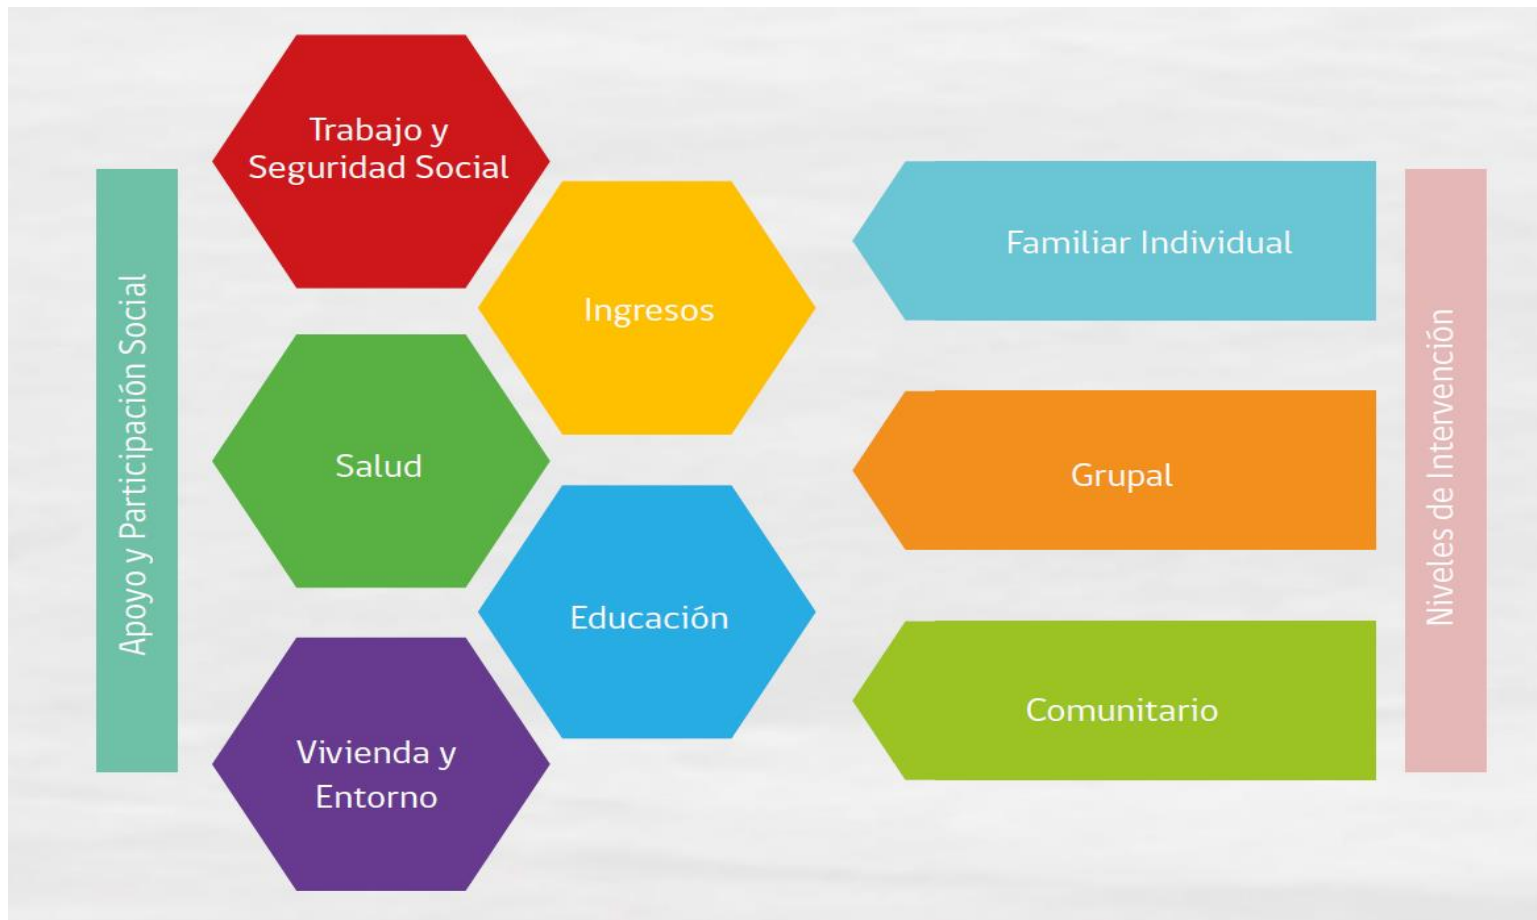 Apoyo y Participación Social
Trabajo y
Seguridad Social
Ingresos
Salud
Educación
Vivienda y
Entorno
Familiar Individual
Grupal
Comunitario
Niveles de Intervención